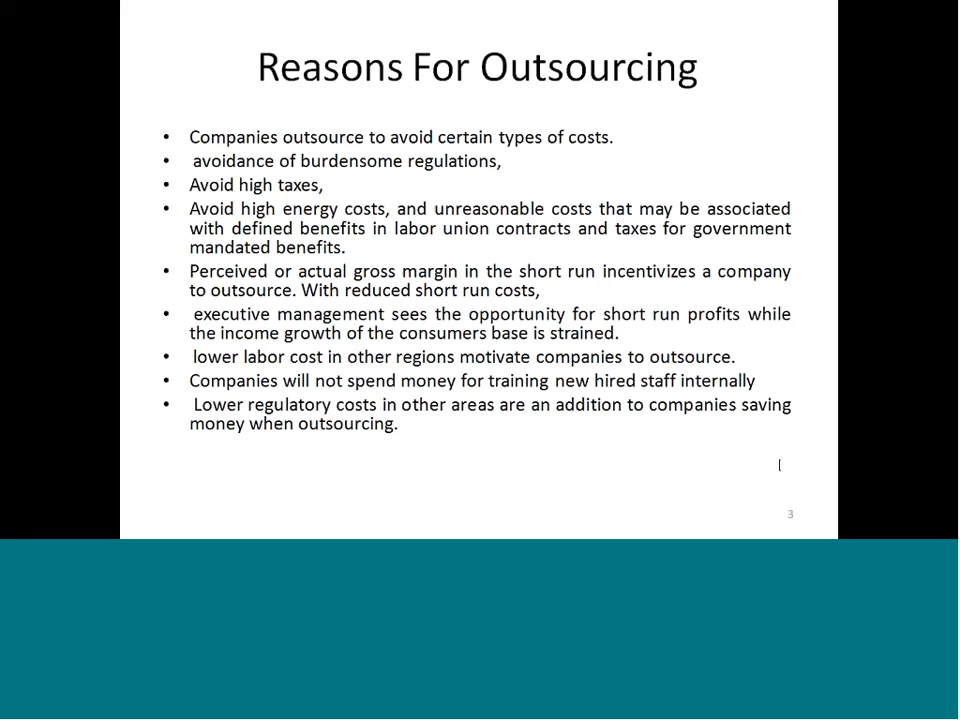 Reasons For Outsourcing
• Companies outsource to avoid certain types of costs.
• avoidance of burdensome regulations,
• Avoid high taxes,
• Avoid high energy costs, and unreasonable costs that may be associated
with defined benefits in labor union contracts and taxes for government
mandated benefits.
• Perceived or actual gross margin in the short run incentivizes a company
to outsource. With reduced short run costs,
• executive management sees the opportunity for short run profits while
the income growth of the consumers base is strained.
• lower labor cost in other regions motivate companies to outsource.
• Companies will not spend money for training new hired staff internally
• Lower regulatory costs in other areas are an addition to companies saving
money when outsourcing.
3